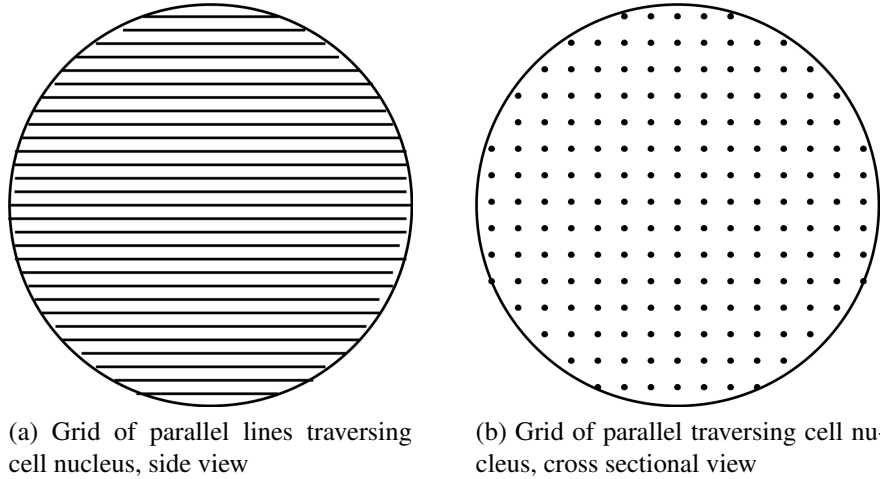 (a) Grid of parallel lines traversing
cell nucleus, side view
(b) Grid of parallel traversing cell nu-
cleus, cross sectional view